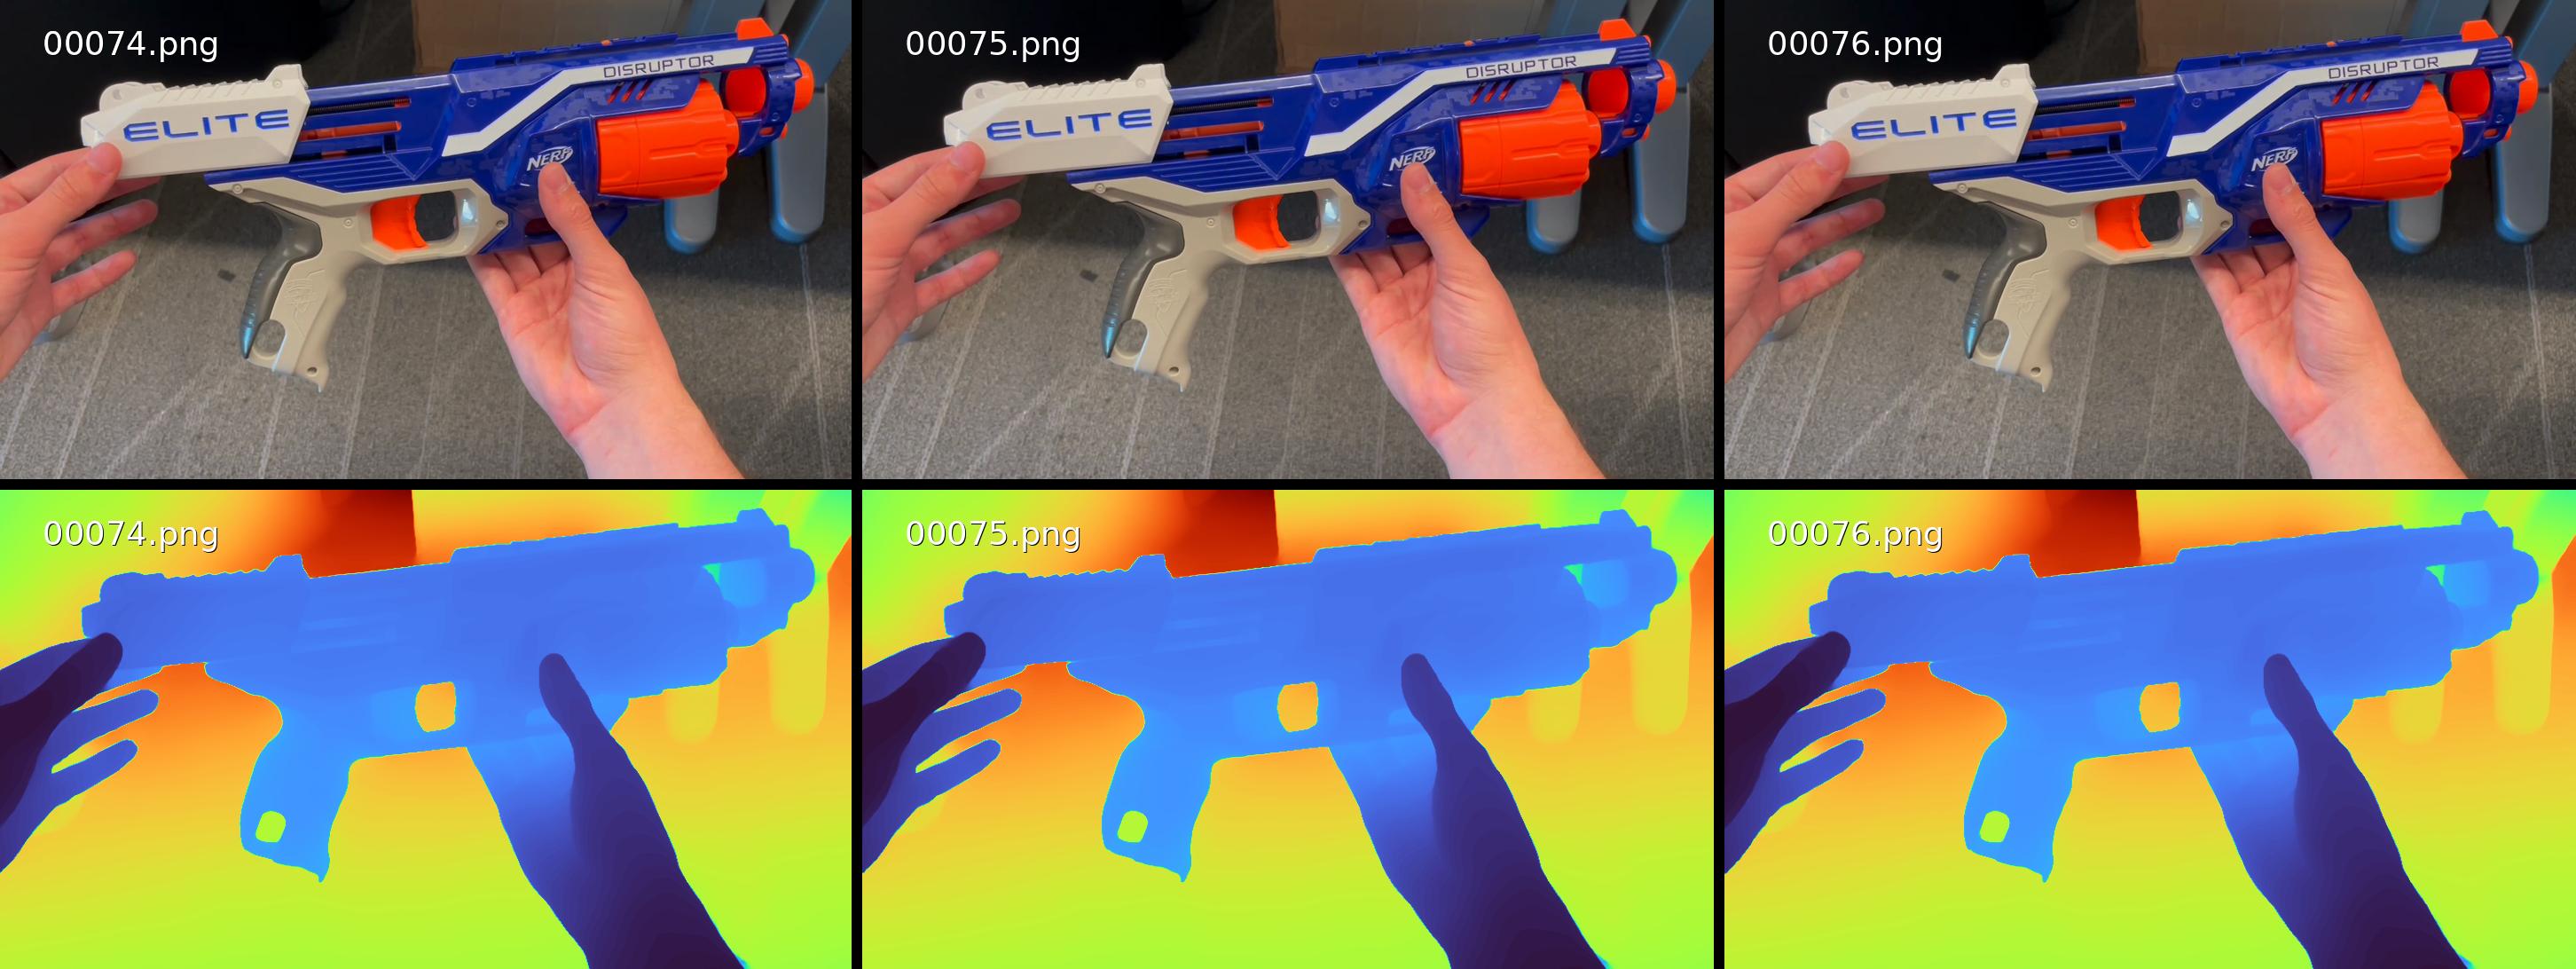 00074.png
DISRUPTOR
ELITE
NERF
00075.png
DISRUPTOR
ELITE
NERF
00076.png
DISRUPTOR
ELITE
NERF
00074.png
00075.png
00076.png